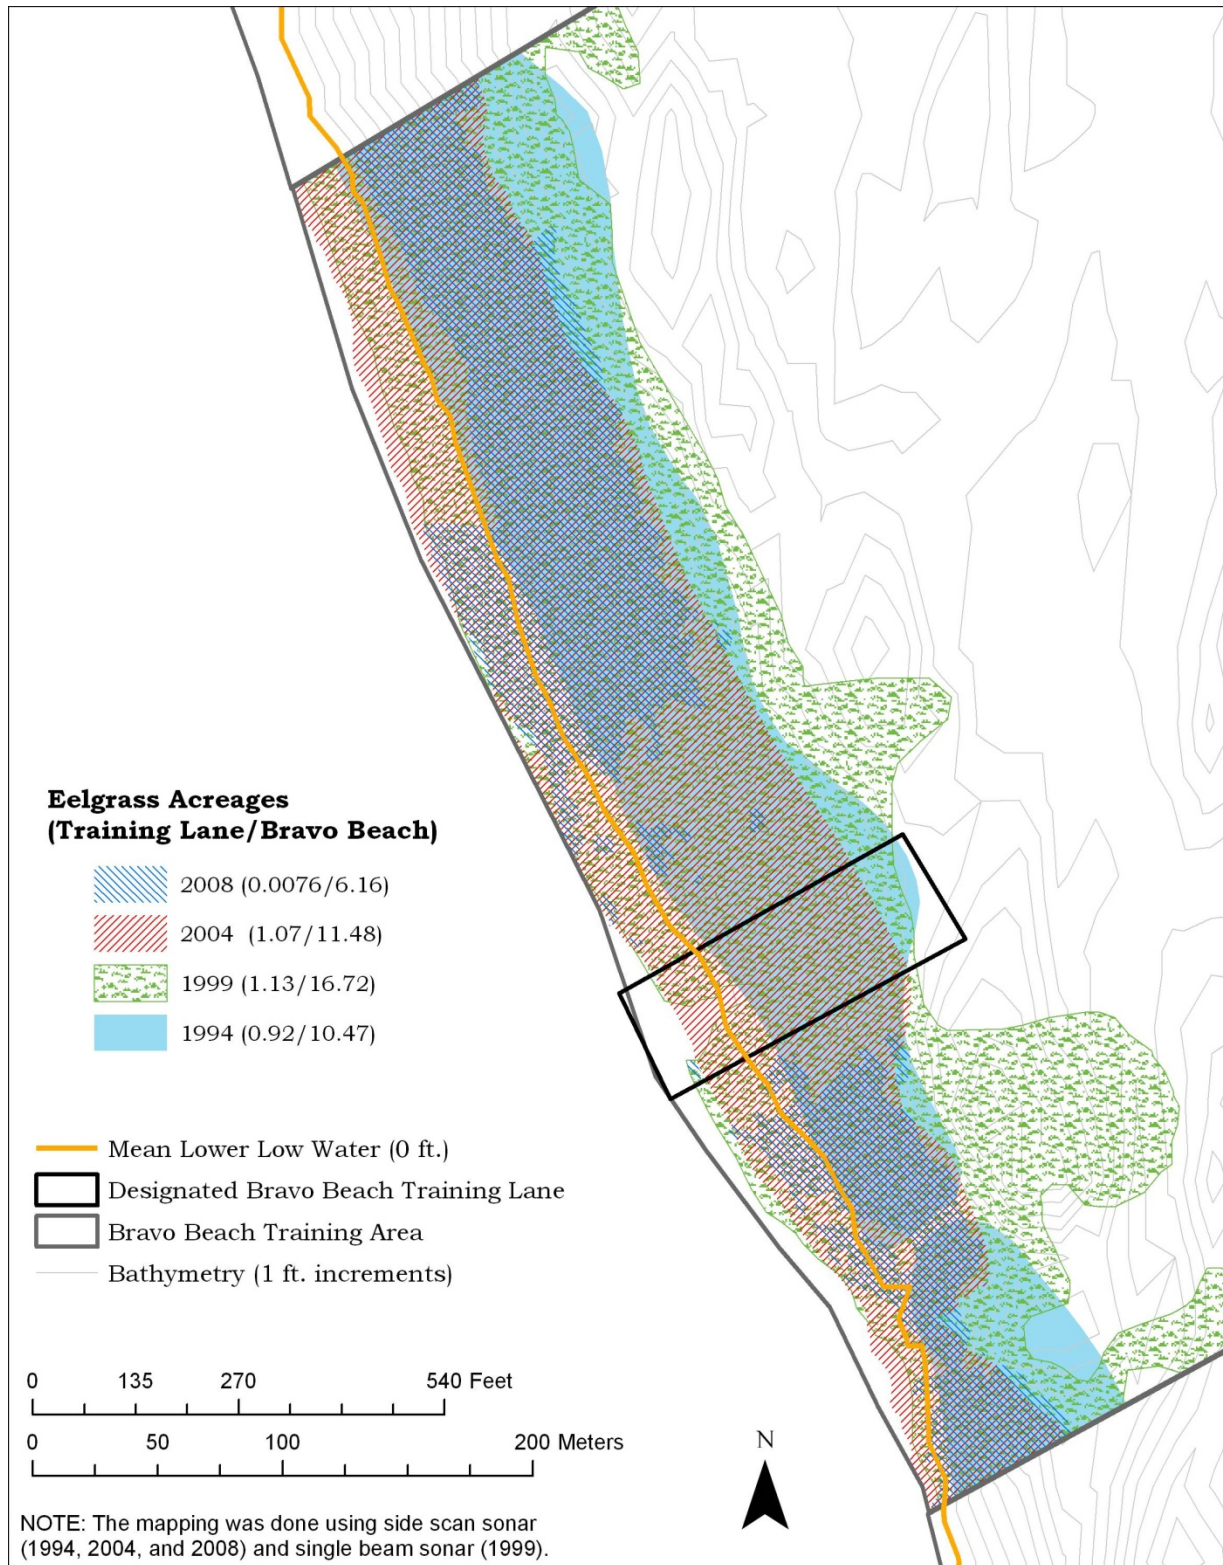 Eelgrass Acreages
(Training Lane/Bravo Beach)
2008 (0.0076/6.16)
2004 (1.07/11.48)
1999 (1.13/16.72)
1994 (0.92/10.47)
Mean Lower Low Water (0 ft.)
Designated Bravo Beach Training Lane
Bravo Beach Training Area
Bathymetry (1 ft. increments)
0 135 270 540 Feet
0 50 100 200 Meters
N
NOTE: The mapping was done using side scan sonar
(1994, 2004, and 2008) and single beam sonar (1999).